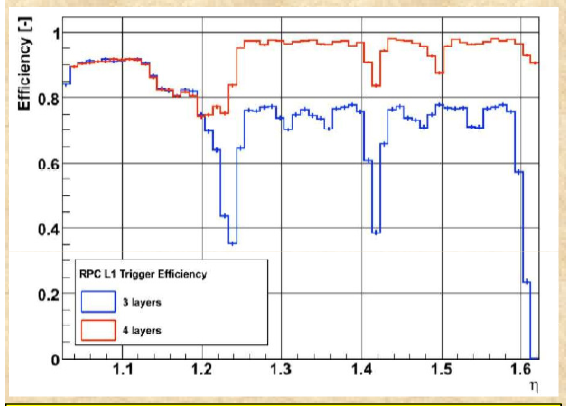 Efficiency [-]
1
0.8
0.6
0.4
0.2
0
RPC L1 Trigger Efficiency
3 layers
4 layers
1.1 1.2 1.3 1.4 1.5 1.6
η